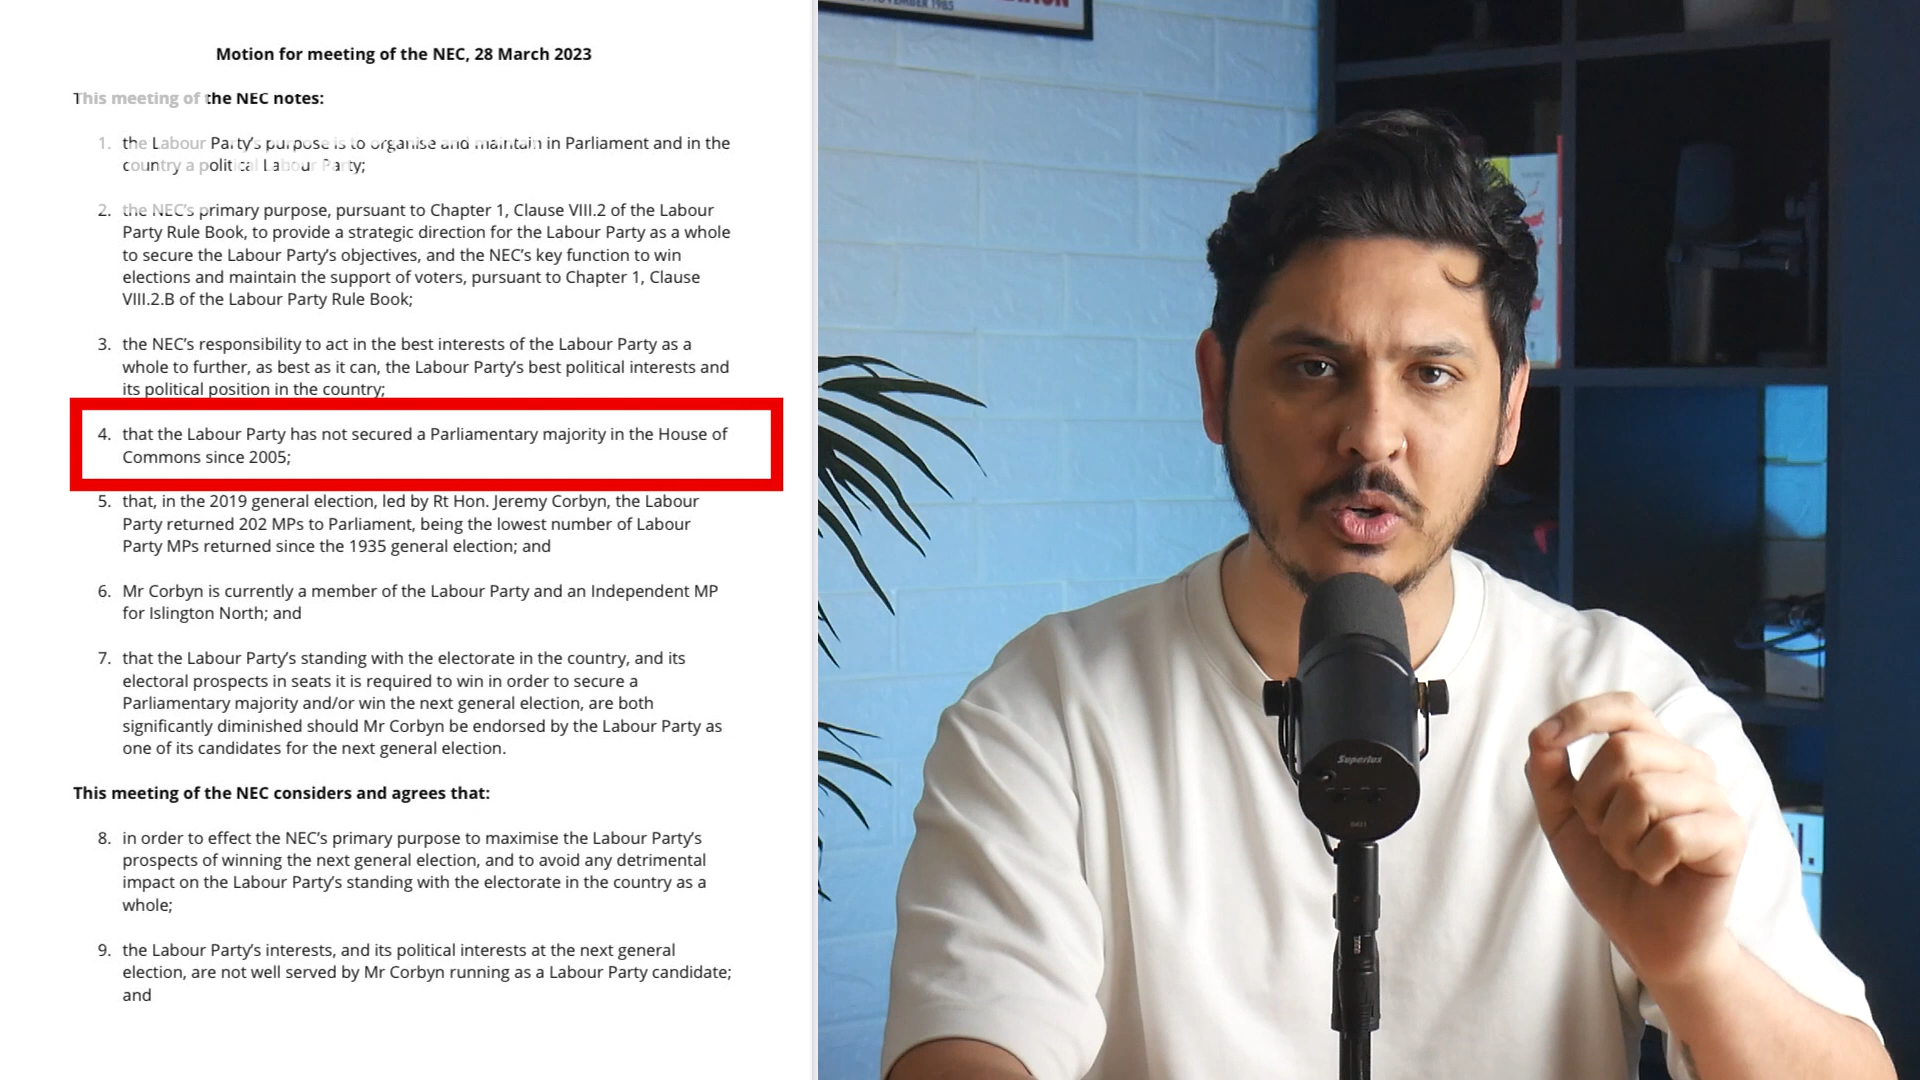 Motion for meeting of the NEC, 28 March 2023
This meeting of the NEC notes:
1. the Labour Party's purpose is to organise and maintain in Parliament and in the
country a political Labour Party;
2. the NEC's primary purpose, pursuant to Chapter 1, Clause VIII.2 of the Labour
Party Rule Book, to provide a strategic direction for the Labour Party as a whole
to secure the Labour Party's objectives, and the NEC's key function to win
elections and maintain the support of voters, pursuant to Chapter 1, Clause
VIII.2.B of the Labour Party Rule Book;
3. the NEC's responsibility to act in the best interests of the Labour Party as a
whole to further, as best as it can, the Labour Party's best political interests and
its political position in the country;
4. that the Labour Party has not secured a Parliamentary majority in the House of
Commons since 2005;
5. that, in the 2019 general election, led by Rt Hon. Jeremy Corbyn, the Labour
Party returned 202 MPs to Parliament, being the lowest number of Labour
Party MPs returned since the 1935 general election; and
6. Mr Corbyn is currently a member of the Labour Party and an Independent MP
for Islington North; and
7. that the Labour Party's standing with the electorate in the country, and its
electoral prospects in seats it is required to win in order to secure a
Parliamentary majority and/or win the next general election, are both
significantly diminished should Mr Corbyn be endorsed by the Labour Party as
one of its candidates for the next general election.
This meeting of the NEC considers and agrees that:
8. in order to effect the NEC's primary purpose to maximise the Labour Party's
prospects of winning the next general election, and to avoid any detrimental
impact on the Labour Party's standing with the electorate in the country as a
whole;
9. the Labour Party's interests, and its political interests at the next general
election, are not well served by Mr Corbyn running as a Labour Party candidate;
and
NOVEMBER 1985
Superlux